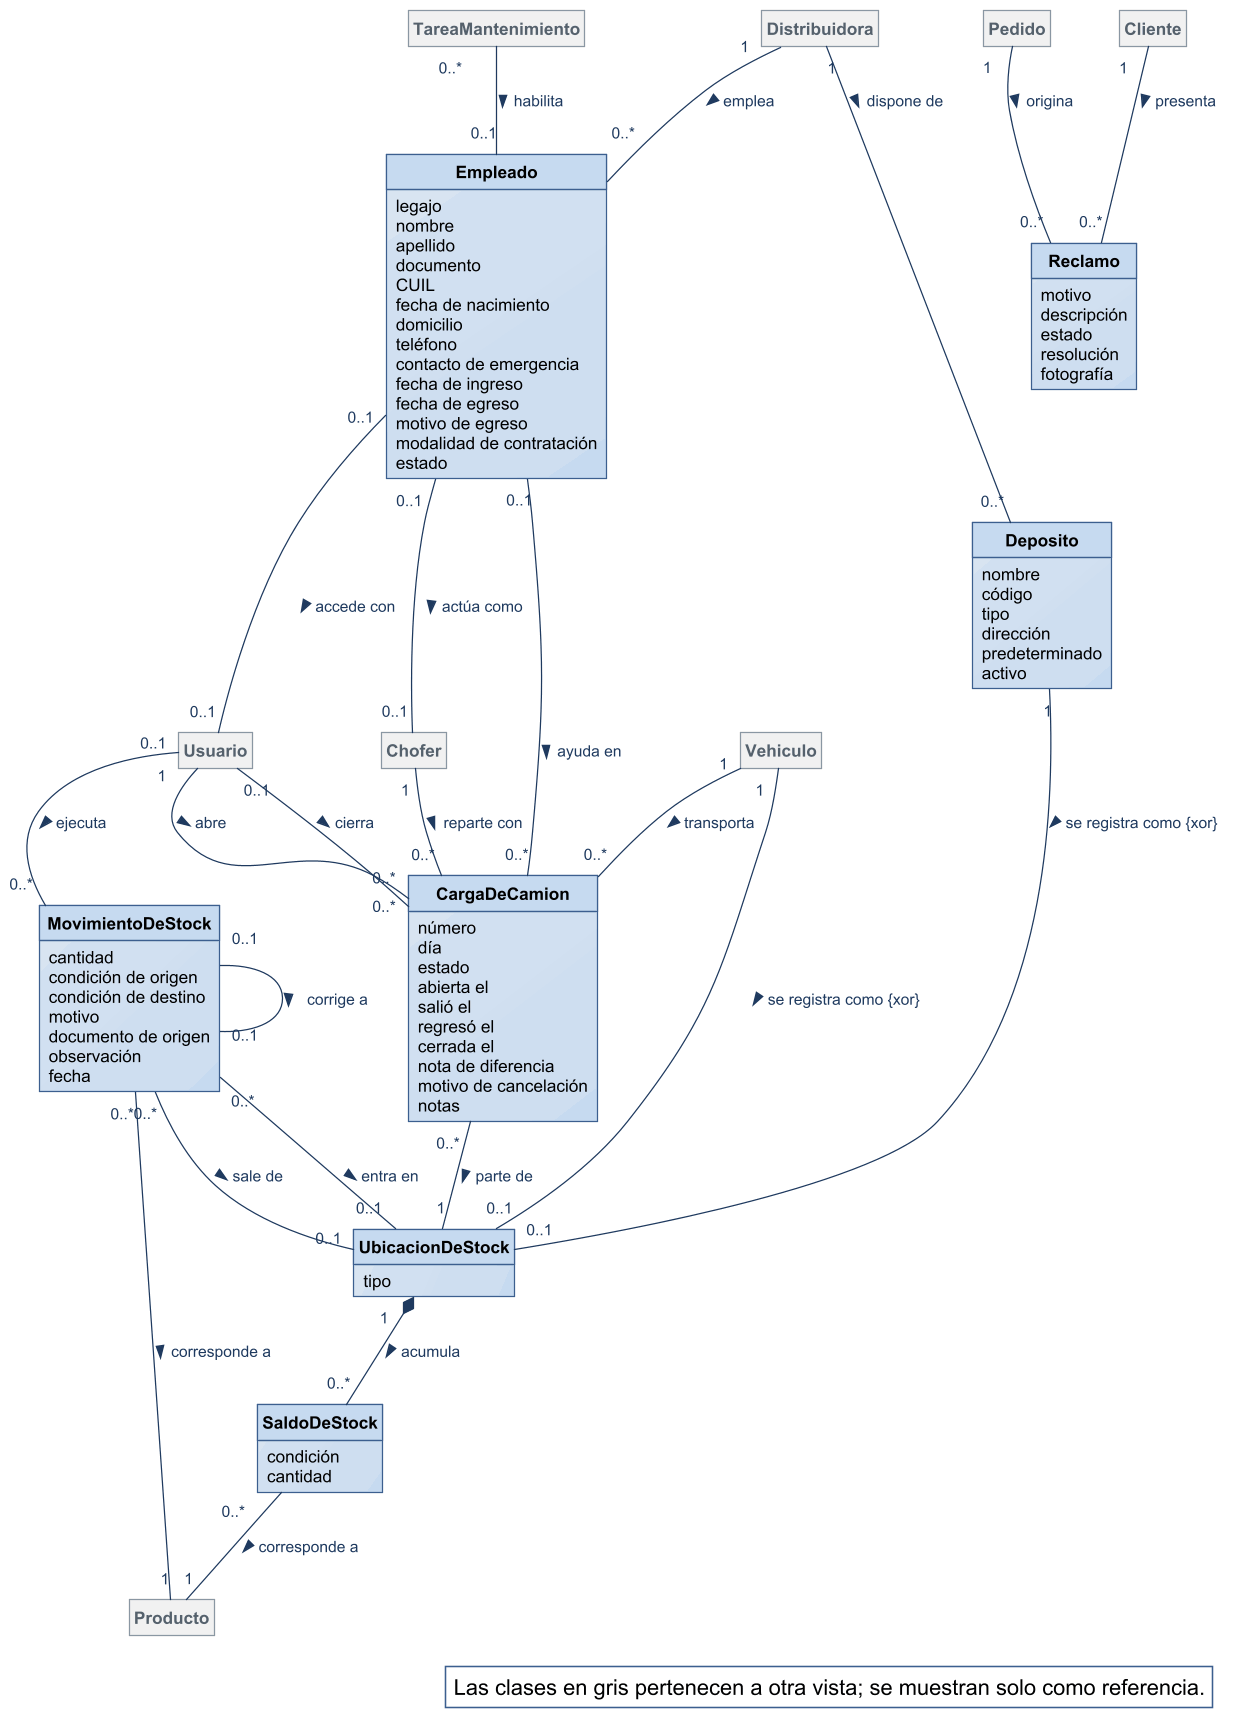 TareaMantenimiento
Distribuidora
Pedido
Cliente
0..*
1
1
1
1
habilita
emplea
dispone de
origina
presenta
0..1
0..*
Empleado
legajo
nombre
apellido
documento
CUIL
fecha de nacimiento
domicilio
teléfono
contacto de emergencia
fecha de ingreso
fecha de egreso
motivo de egreso
modalidad de contratación
estado
0..*
0..*
Reclamo
motivo
descripción
estado
resolución
fotografía
0..1
0..1
0..1
0..*
Deposito
nombre
código
tipo
dirección
predeterminado
activo
accede con
actúa como
0..1
0..1
1
0..1
Usuario
Chofer
ayuda en
Vehiculo
1
1
0..1
1
1
ejecuta
abre
cierra
reparte con
transporta
se registra como {xor}
0..*
0..*
0..*
0..*
0..*
0..*
MovimientoDeStock
cantidad
condición de origen
condición de destino
motivo
documento de origen
observación
fecha
0..1
corrige a
0..1
CargaDeCamion
número
día
estado
abierta el
salió el
regresó el
cerrada el
nota de diferencia
motivo de cancelación
notas
se registra como {xor}
0..*
0..*
0..*
0..*
sale de
entra en
parte de
0..1
0..1
1
0..1
0..1
UbicacionDeStock
tipo
1
corresponde a
acumula
0..*
SaldoDeStock
condición
cantidad
0..*
corresponde a
1
1
Producto
Las clases en gris pertenecen a otra vista; se muestran solo como referencia.